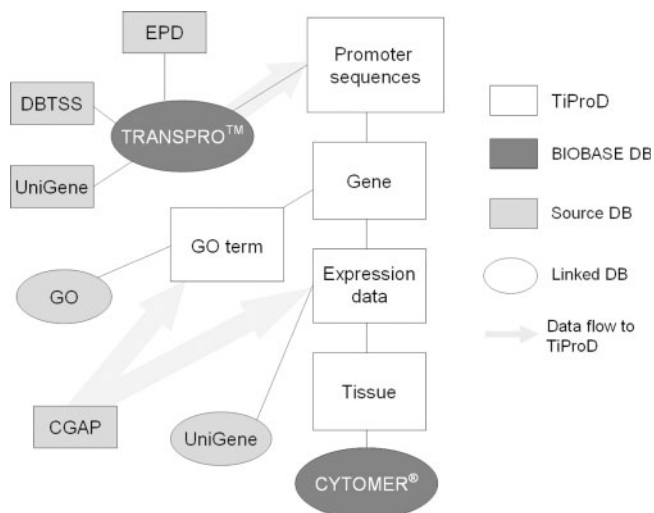 EPD
Promoter
sequences
DBTSS
TRANSPRO™
UniGene
Gene
GO term
GO
Expression
data
CGAP
UniGene
Tissue
CYTOMER®
TiProD
BIOBASE DB
Source DB
Linked DB
Data flow to
TiProD